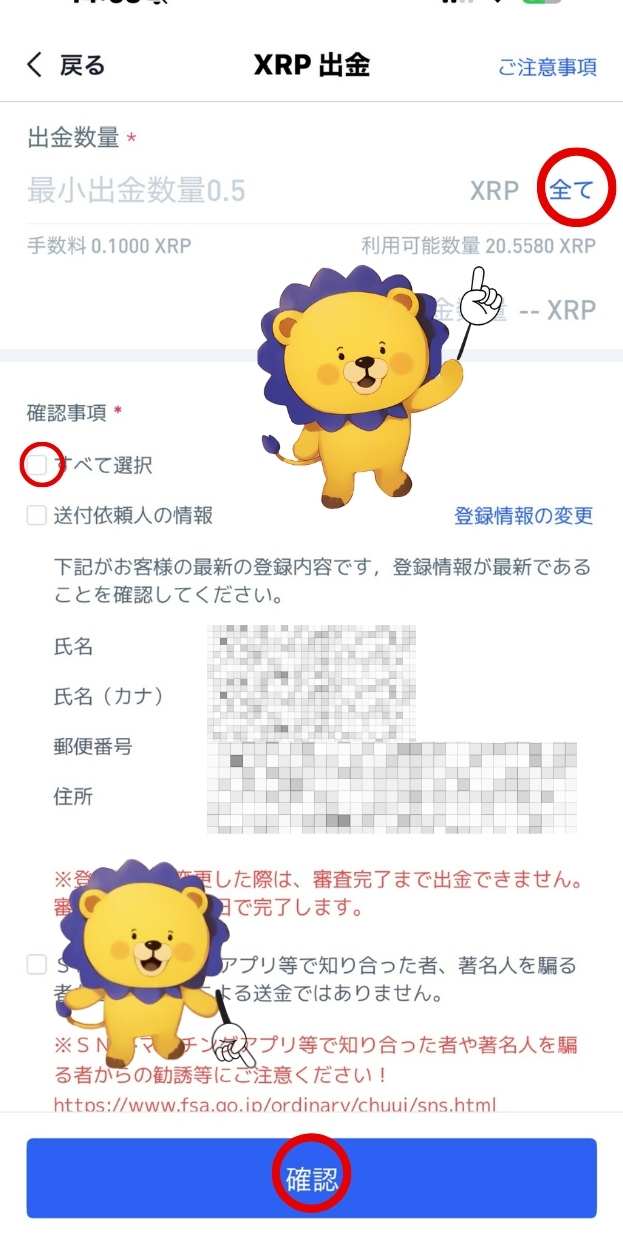 戻る
XRP 出金
ご注意事項
出金数量 *
最小出金数量0.5
XRP 全て
手数料 0.1000 XRP
利用可能数量 20.5580 XRP
-- XRP
確認事項 *
すべて選択
送付依頼人の情報
登録情報の変更
下記がお客様の最新の登録内容です，登録情報が最新である
ことを確認してください。
氏名
氏名（カナ）
郵便番号
住所
※登 変更した際は、審査完了まで出金できません。
審 日で完了します。
アプリ等で知り合った者、著名人を騙る
者 よる送金ではありません。
※ＳＮ マ チングアプリ等で知り合った者や著名人を騙
る者からの勧誘等にご注意ください！
https://www.fsa.go.jp/ordinary/chuui/sns.html
確認